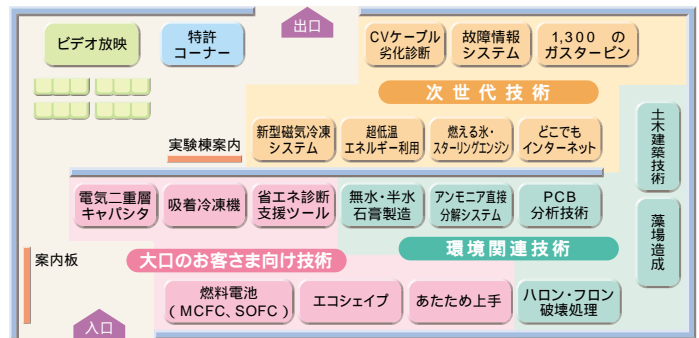 出口
ビデオ放映
特許
コーナー
CVケーブル
劣化診断
故障情報
システム
1,300 の
ガスタービン
次世代技術
実験棟案内
新型磁気冷凍
システム
超低温
エネルギー利用
燃える氷・
スターリングエンジン
どこでも
インターネット
土木建築技術
電気二重層
キャパシタ
吸着冷凍機
省エネ診断
支援ツール
無水・半水
石膏製造
アンモニア直接
分解システム
PCB
分析技術
藻場造成
案内板
大口のお客さま向け技術
環境関連技術
燃料電池
(MCFC、SOFC)
エコシェイプ
あたため上手
ハロン・フロン
破壊処理
入口